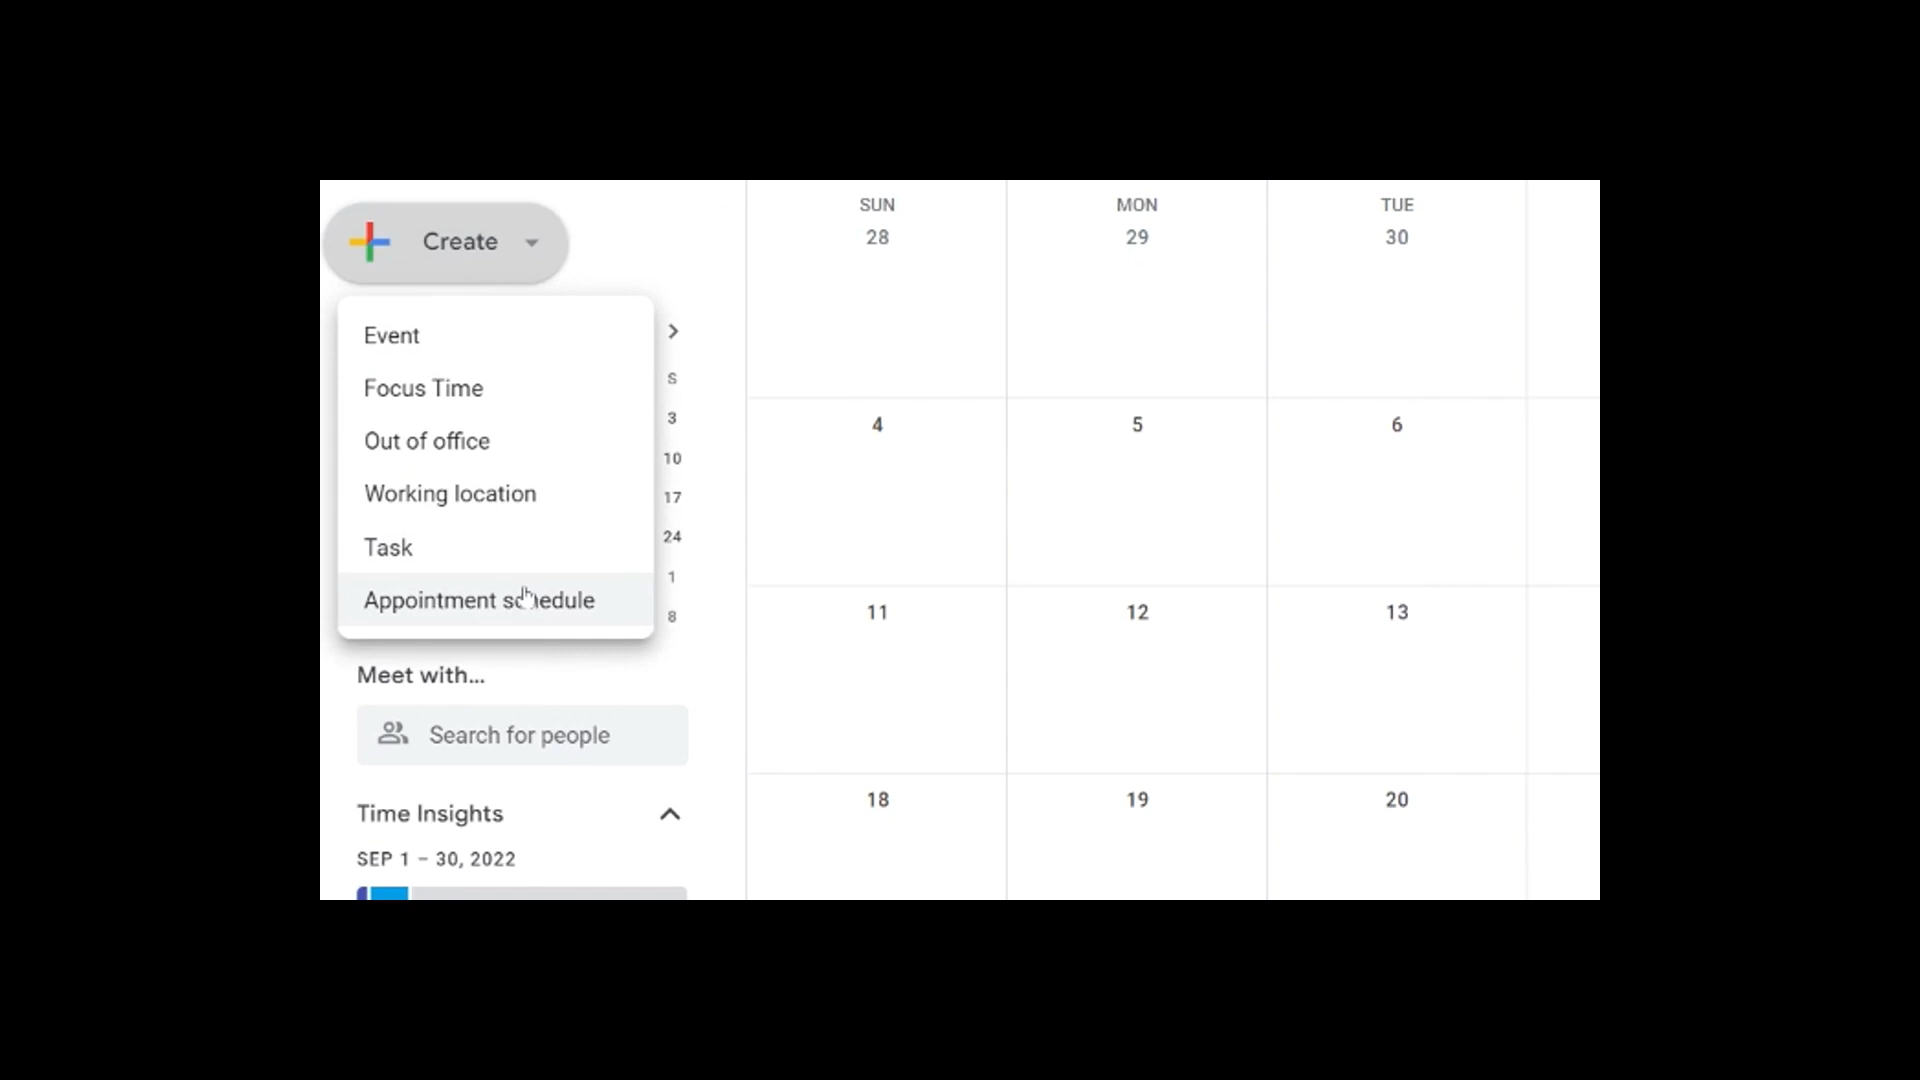 Create
Event
Focus Time
Out of office
Working location
Task
Appointment schedule
S
3
10
17
24
1
8
Meet with...
Search for people
Time Insights
SEP 1 – 30, 2022
SUN MON TUE
28 29 30
4 5 6
11 12 13
18 19 20